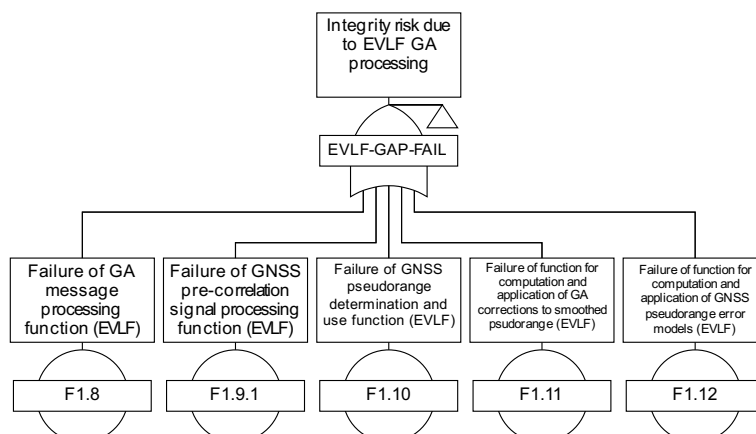 Integrity risk due
to EVLF GA
processing
EVLF-GAP-FAIL
Failure of GA
message
processing
function (EVLF)
Failure of GNSS
pre-correlation
signal processing
function (EVLF)
Failure of GNSS
pseudorange
determination and
use function (EVLF)
Failure of function for
computation and
application of GA
corrections to smoothed
psudorange (EVLF)
Failure of function for
computation and
application of GNSS
pseudorange error
models (EVLF)
F1.8
F1.9.1
F1.10
F1.11
F1.12